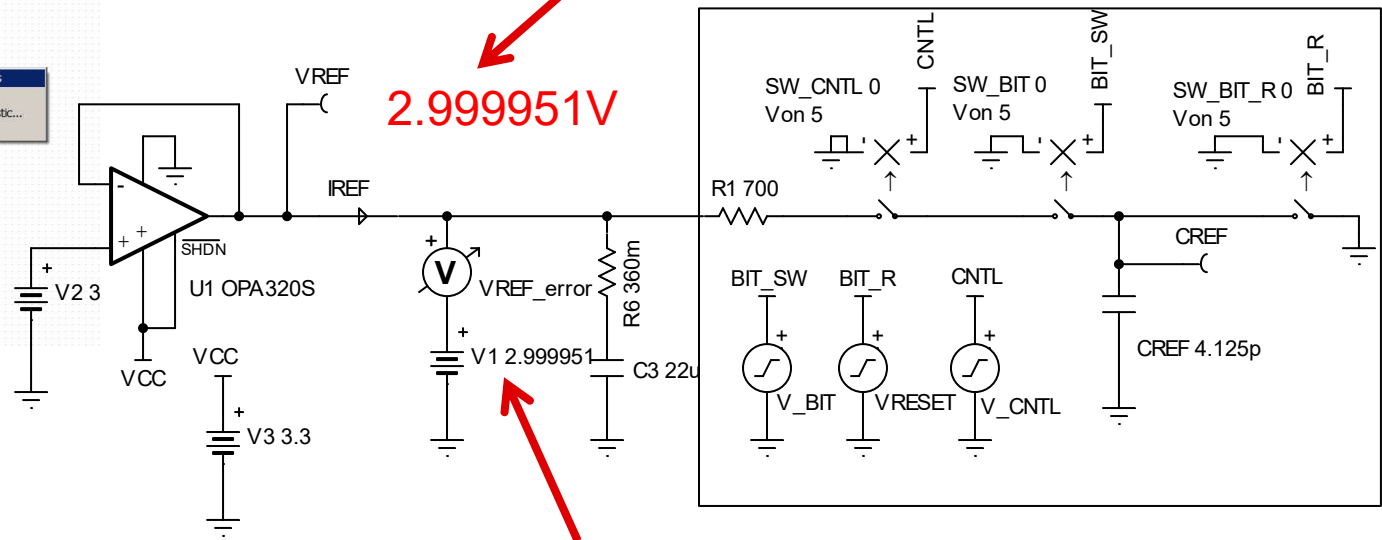 s
stic...
VREF
2.999951V
IREF
-
+
+
SHDN
U1 OPA320S
+
V2 3
VCC
VCC
+
V3 3.3
+
V
VREF_error
+
V1 2.999951
R6 360m
C3 22u
R1 700
SW_CNTL 0
Von 5
CNTL
- +
SW_BIT 0
Von 5
BIT_SW
- +
SW_BIT_R 0
Von 5
BIT_R
- +
CREF
CREF 4.125p
BIT_SW
+
V_BIT
BIT_R
+
VRESET
CNTL
+
V_CNTL